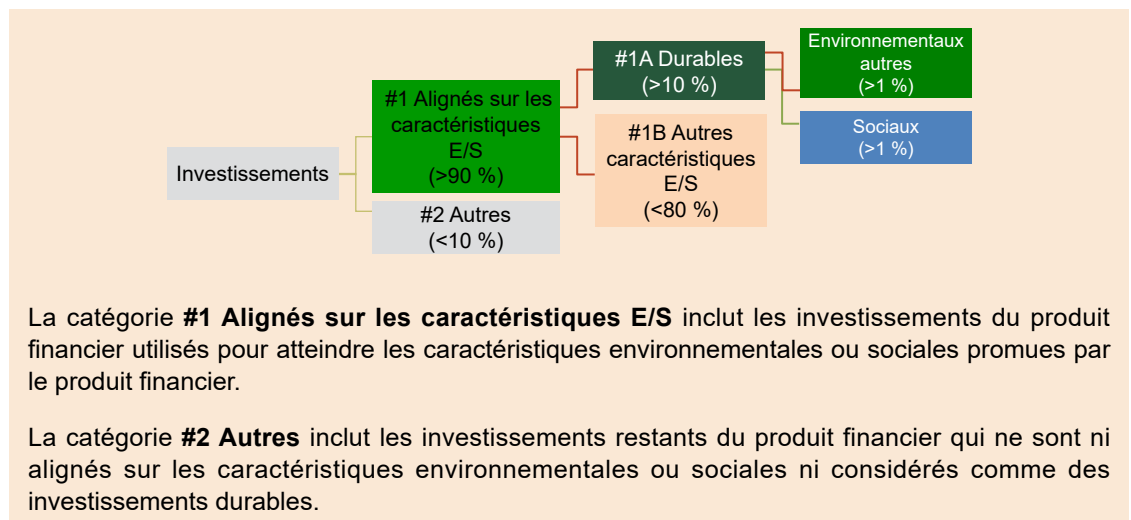 Investissements
#1 Alignés sur les
caractéristiques
E/S
(>90 %)
#2 Autres
(<10 %)
#1A Durables
(>10 %)
#1B Autres
caractéristiques
E/S
(<80 %)
Environnementaux
autres
(>1 %)
Sociaux
(>1 %)
La catégorie #1 Alignés sur les caractéristiques E/S inclut les investissements du produit
financier utilisés pour atteindre les caractéristiques environnementales ou sociales promues par
le produit financier.
La catégorie #2 Autres inclut les investissements restants du produit financier qui ne sont ni
alignés sur les caractéristiques environnementales ou sociales ni considérés comme des
investissements durables.